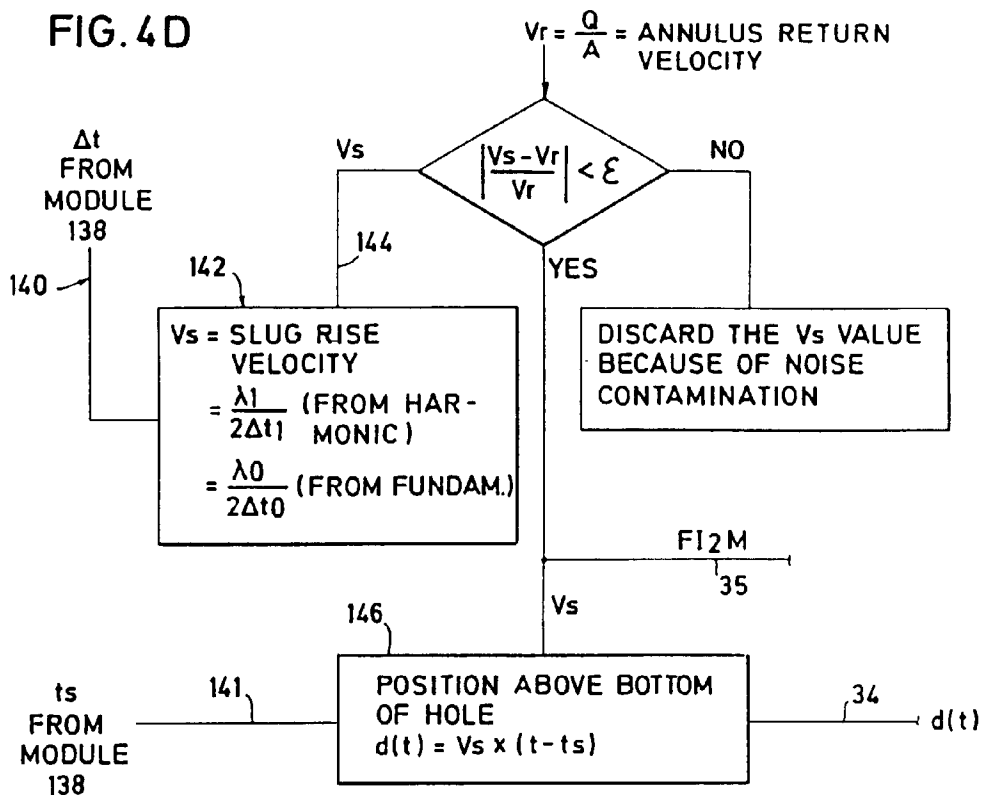 FIG. 4D
Vr = Q/A = ANNULUS RETURN
VELOCITY
Δt
FROM
MODULE
138
Vs
|Vs - Vr / Vr| < ε
NO
144
YES
140
142
Vs = SLUG RISE
VELOCITY
= λ1/2Δt1 (FROM HAR-
MONIC)
= λ0/2Δt0 (FROM FUNDAM.)
DISCARD THE Vs VALUE
BECAUSE OF NOISE
CONTAMINATION
FI2M
35
Vs
146
ts
FROM
MODULE
138
141
POSITION ABOVE BOTTOM
OF HOLE
d(t) = Vs x (t-ts)
34
d(t)